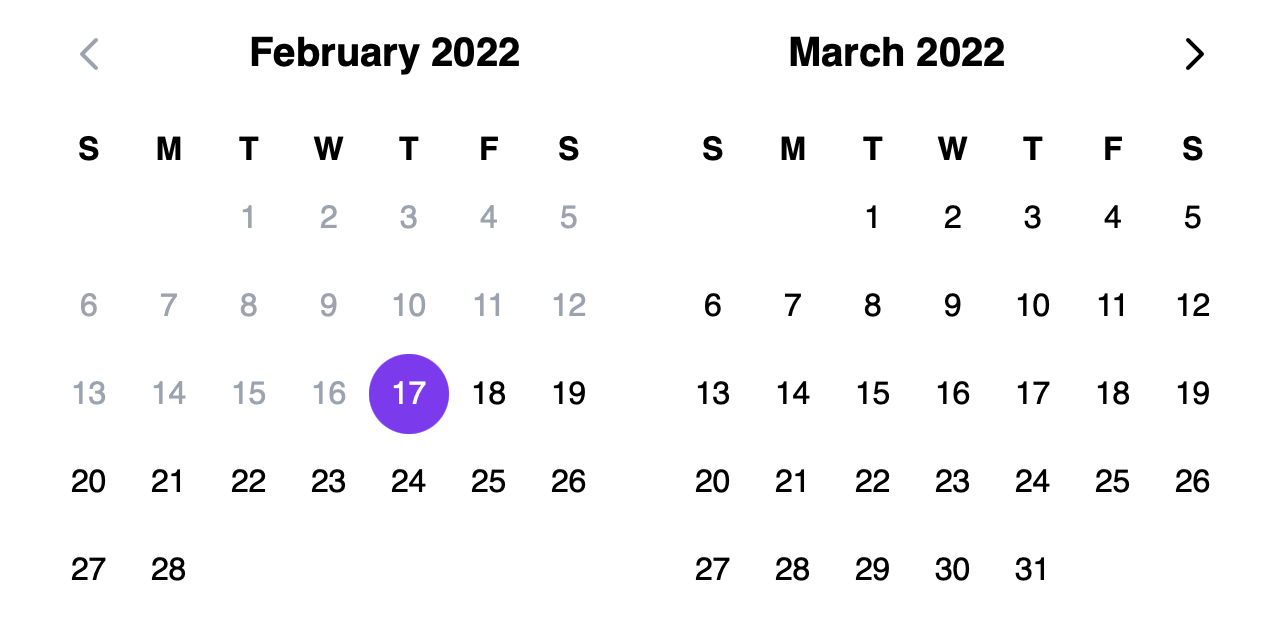 February 2022
S M T W T F S
1 2 3 4 5
6 7 8 9 10 11 12
13 14 15 16 17 18 19
20 21 22 23 24 25 26
27 28
March 2022
S M T W T F S
1 2 3 4 5
6 7 8 9 10 11 12
13 14 15 16 17 18 19
20 21 22 23 24 25 26
27 28 29 30 31